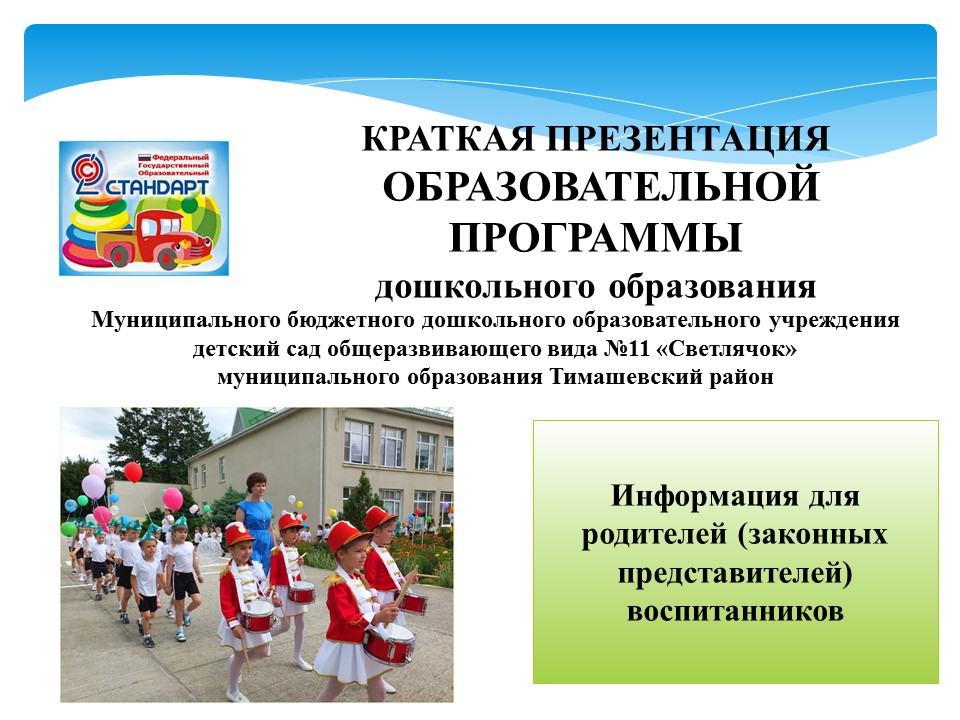 КРАТКАЯ ПРЕЗЕНТАЦИЯ
ОБРАЗОВАТЕЛЬНОЙ
ПРОГРАММЫ
дошкольного образования
Федеральный
Государственный
Образовательный
СТАНДАРТ
Муниципального бюджетного дошкольного образовательного учреждения
детский сад общеразвивающего вида №11 «Светлячок»
муниципального образования Тимашевский район
Информация для
родителей (законных
представителей)
воспитанников